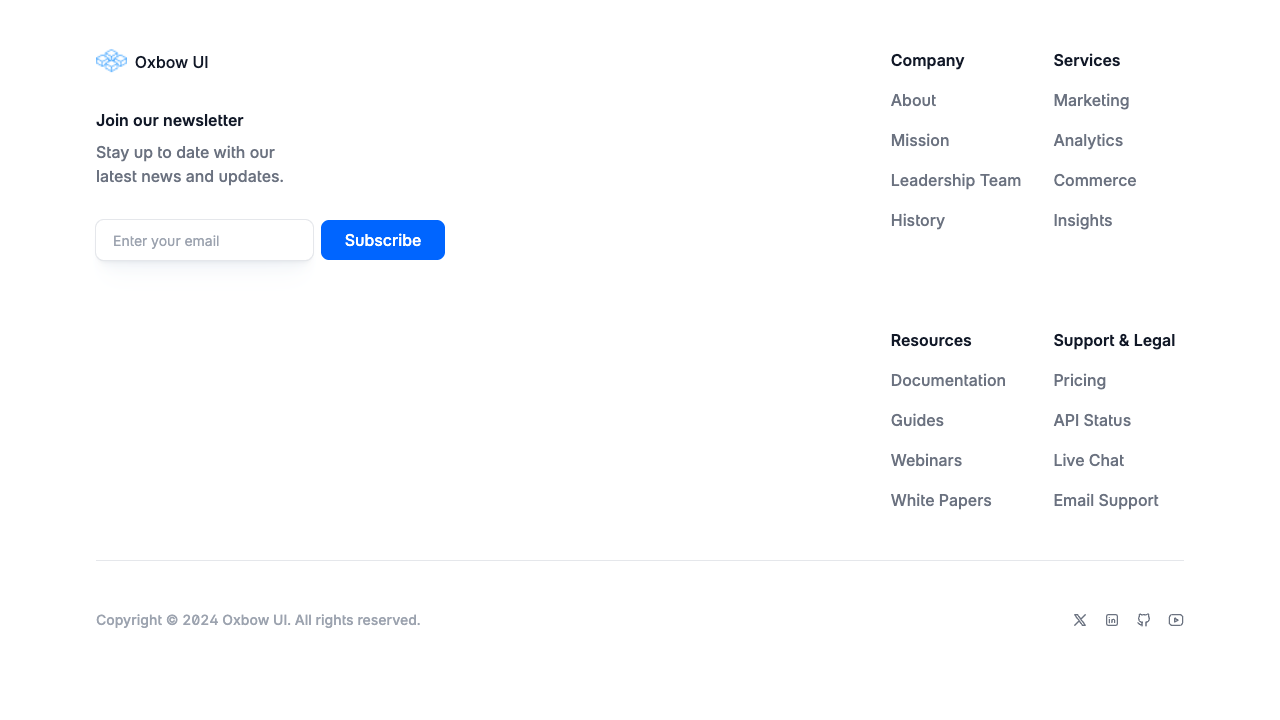 Oxbow UI
Join our newsletter
Stay up to date with our
latest news and updates.
Enter your email
Subscribe
Company
About
Mission
Leadership Team
History
Services
Marketing
Analytics
Commerce
Insights
Resources
Documentation
Guides
Webinars
White Papers
Support & Legal
Pricing
API Status
Live Chat
Email Support
Copyright © 2024 Oxbow UI. All rights reserved.